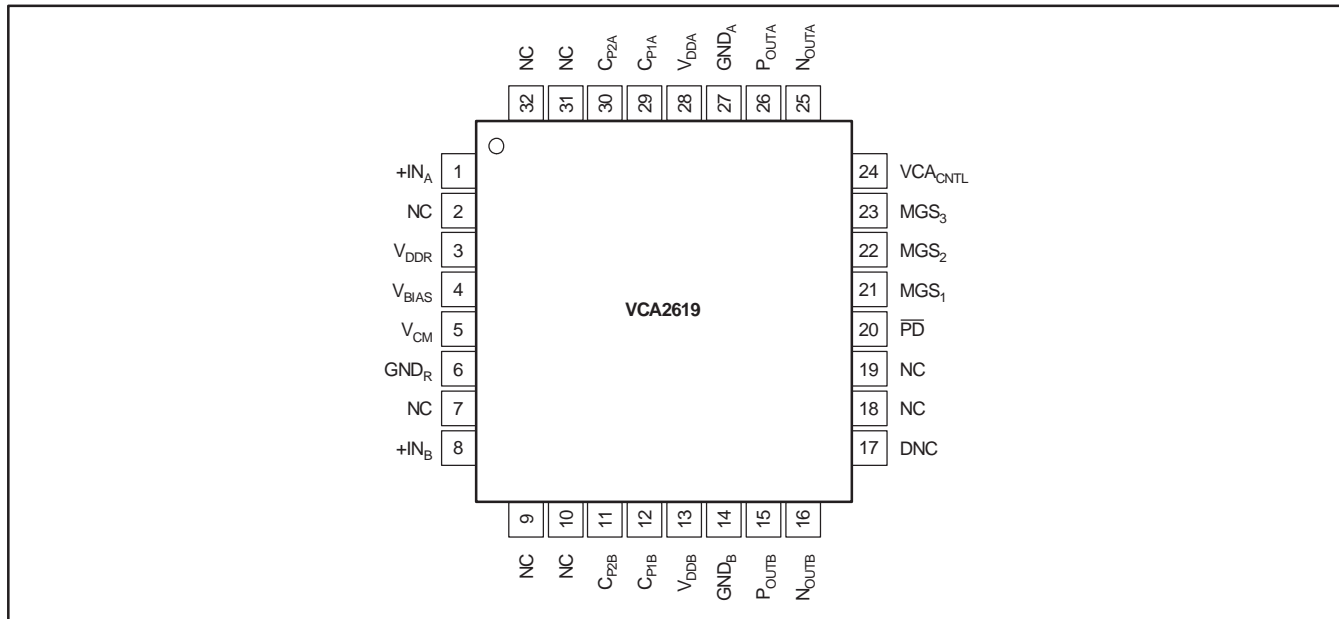 NC NC CP2A CP1A VDDA GNDA POUTA NOUTA
32 31 30 29 28 27 26 25
+INA 1
NC 2
VDDR 3
VBIAS 4
VCM 5
GNDR 6
NC 7
+INB 8
VCA2619
24 VCACNTL
23 MGS3
22 MGS2
21 MGS1
20 P̅D̅
19 NC
18 NC
17 DNC
9 10 11 12 13 14 15 16
NC NC CP2B CP1B VDDB GNDB POUTB NOUTB